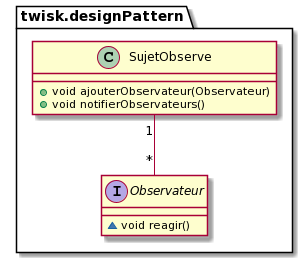 twisk.designPattern
C SujetObserve
void ajouterObservateur(Observateur)
void notifierObservateurs()
1
*
I Observateur
void reagir()